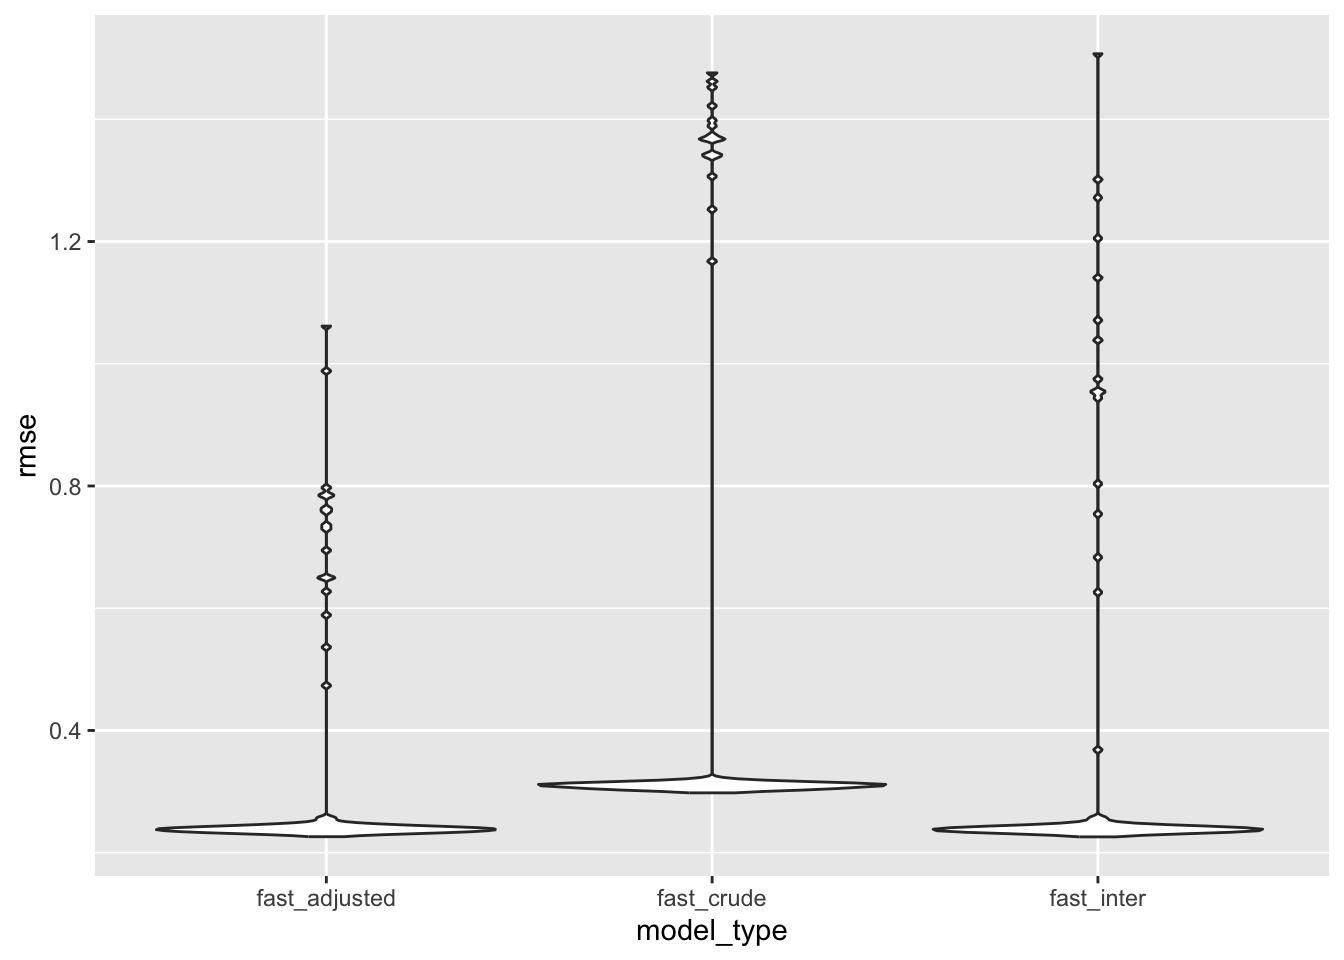 rmse
1.2
0.8
0.4
fast_adjusted
fast_crude
fast_inter
model_type